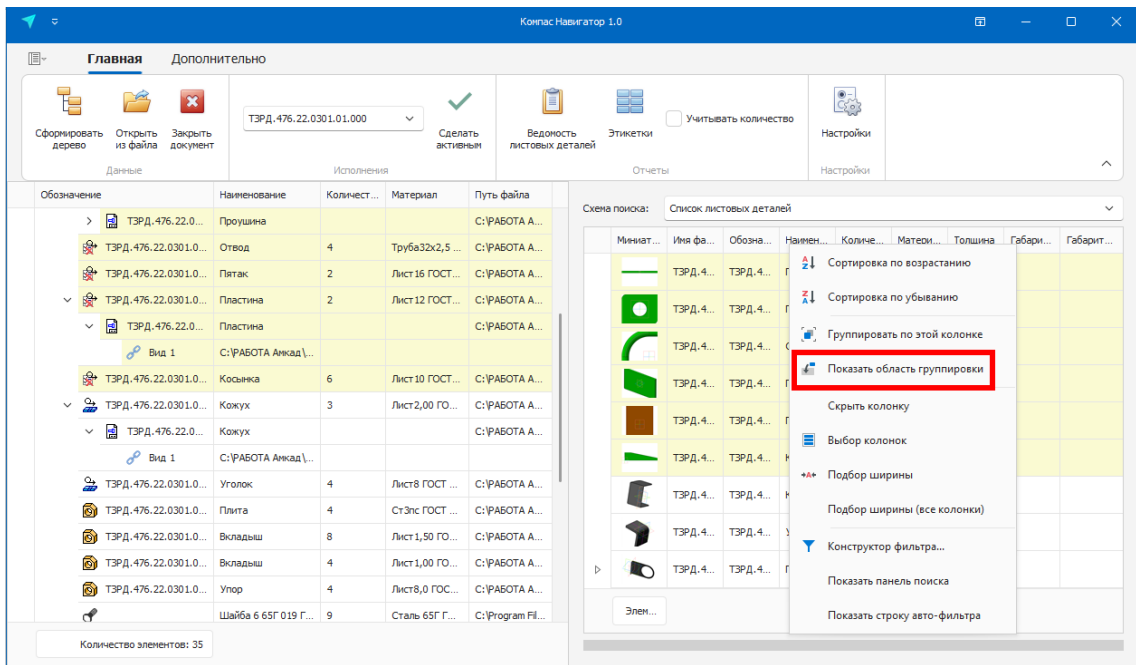 Компас Навигатор 1.0
Главная Дополнительно
Сформировать дерево
Открыть из файла
Закрыть документ
Данные
ТЗРД.476.22.0301.01.000
Сделать активным
Исполнения
Ведомость листовых деталей
Этикетки
Учитывать количество
Отчеты
Настройки
Настройки
Обозначение Наименование Количест... Материал Путь файла
ТЗРД.476.22.0... Проушина C:\РАБОТА А...
ТЗРД.476.22.0301.0... Отвод 4 Труба32х2,5 ... C:\РАБОТА А...
ТЗРД.476.22.0301.0... Пятак 2 Лист16 ГОСТ... C:\РАБОТА А...
ТЗРД.476.22.0301.0... Пластина 2 Лист12 ГОСТ... C:\РАБОТА А...
ТЗРД.476.22.0... Пластина C:\РАБОТА А...
Вид 1 C:\РАБОТА Амкад\...
ТЗРД.476.22.0301.0... Косынка 6 Лист10 ГОСТ... C:\РАБОТА А...
ТЗРД.476.22.0301.0... Кожух 3 Лист2,00 ГО... C:\РАБОТА А...
ТЗРД.476.22.0... Кожух C:\РАБОТА А...
Вид 1 C:\РАБОТА Амкад\...
ТЗРД.476.22.0301.0... Уголок 4 Лист8 ГОСТ ... C:\РАБОТА А...
ТЗРД.476.22.0301.0... Плита 4 Ст3пс ГОСТ ... C:\РАБОТА А...
ТЗРД.476.22.0301.0... Вкладыш 8 Лист1,50 ГО... C:\РАБОТА А...
ТЗРД.476.22.0301.0... Вкладыш 4 Лист1,00 ГО... C:\РАБОТА А...
ТЗРД.476.22.0301.0... Упор 4 Лист8,0 ГОС... C:\РАБОТА А...
Шайба 6 65Г 019 Г... 9 Сталь 65Г Г... C:\Program Fil...
Количество элементов: 35
Схема поиска: Список листовых деталей
Миниат... Имя фа... Обозна... Наимен... Количе... Матери... Толщина Габари... Габарит...
ТЗРД.4... ТЗРД.4...
ТЗРД.4... ТЗРД.4...
ТЗРД.4... ТЗРД.4...
ТЗРД.4... ТЗРД.4...
ТЗРД.4... ТЗРД.4...
ТЗРД.4... ТЗРД.4...
ТЗРД.4... ТЗРД.4...
ТЗРД.4... ТЗРД.4...
ТЗРД.4... ТЗРД.4...
Элем...
Сортировка по возрастанию
Сортировка по убыванию
Группировать по этой колонке
Показать область группировки
Скрыть колонку
Выбор колонок
Подбор ширины
Подбор ширины (все колонки)
Конструктор фильтра...
Показать панель поиска
Показать строку авто-фильтра